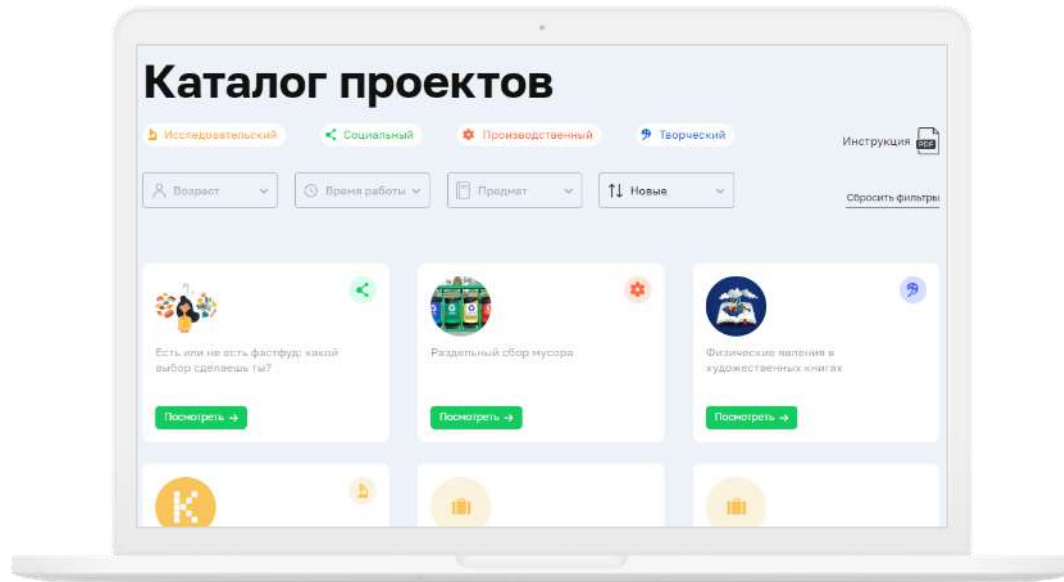 Каталог проектов
Исследовательский
Социальный
Производственный
Творческий
Инструкция
PDF
Возраст
Время работы
Предмет
Новые
Сбросить фильтры
Есть или не есть фастфуд: какой
выбор сделаешь ты?
Раздельный сбор мусора
Физические явления в
художественных книгах
Посмотреть →
Посмотреть →
Посмотреть →
K